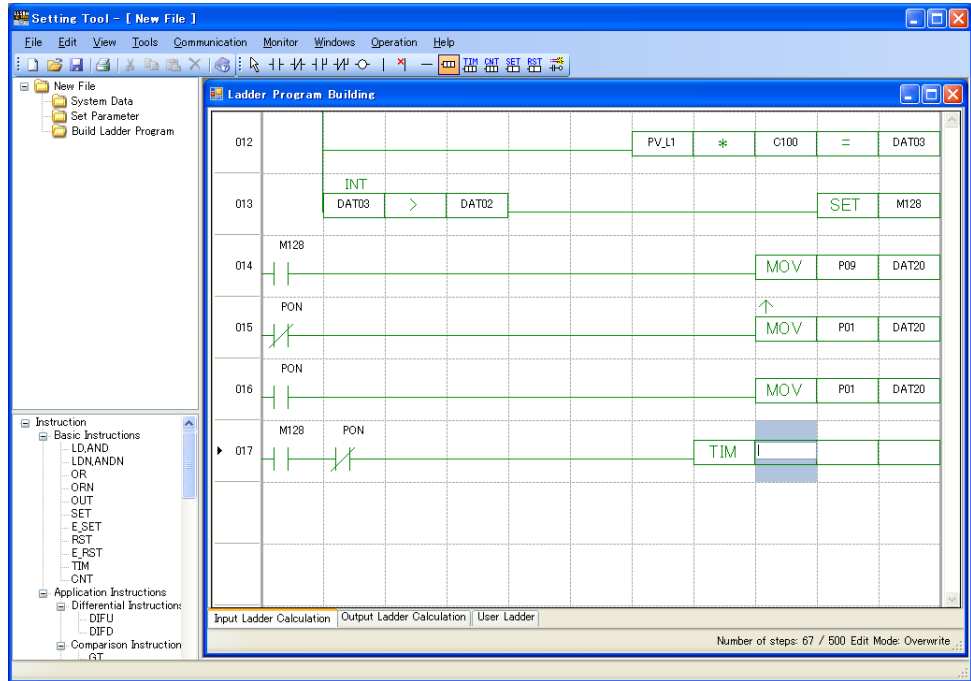 Setting Tool - [ New File ]
File Edit View Tools Communication Monitor Windows Operation Help
TIM CNT SET RST
New File
System Data
Set Parameter
Build Ladder Program
Instruction
Basic Instructions
LD,AND
LDN,ANDN
OR
ORN
OUT
SET
E_SET
RST
E_RST
TIM
CNT
Application Instructions
Differential Instructions
DIFU
DIFD
Comparison Instruction
GT
Ladder Program Building
012 PV_L1 * C100 = DAT03
INT
013 DAT03 > DAT02 SET M128
M128
014 MOV P09 DAT20
PON ↑
015 MOV P01 DAT20
PON
016 MOV P01 DAT20
M128 PON
017 TIM
Input Ladder Calculation Output Ladder Calculation User Ladder
Number of steps: 67 / 500 Edit Mode: Overwrite